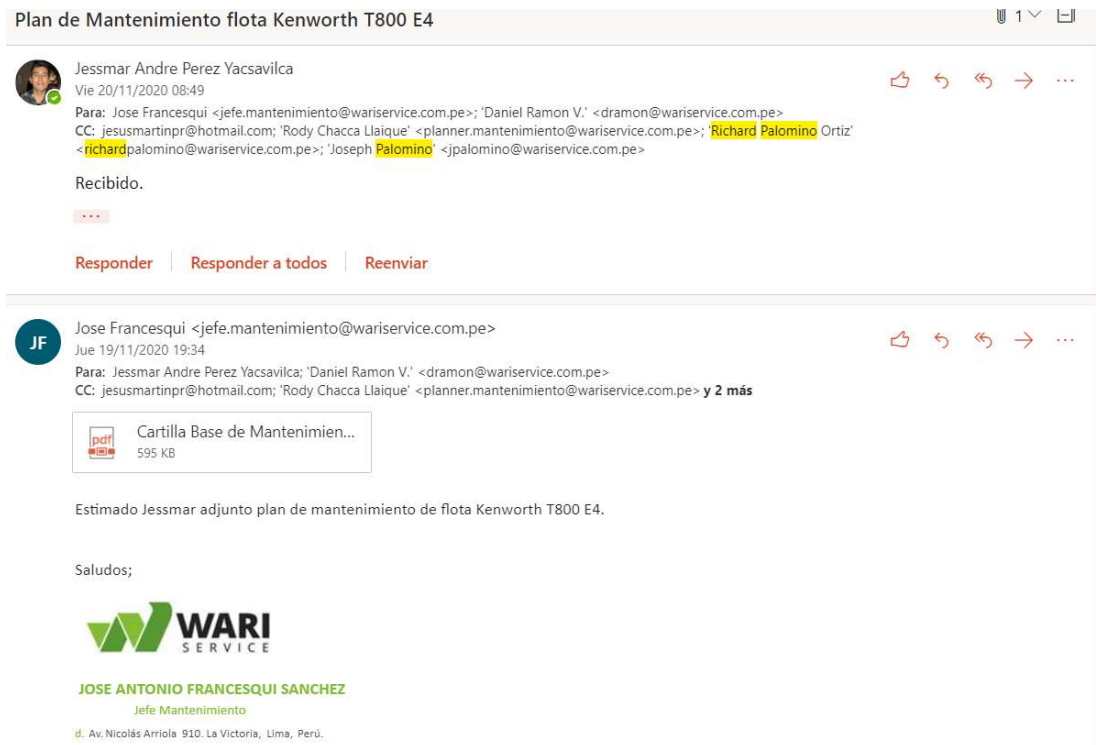 Plan de Mantenimiento flota Kenworth T800 E4
1
Jessmar Andre Perez Yacsavilca
Vie 20/11/2020 08:49
Para: Jose Francesqui <jefe.mantenimiento@wariservice.com.pe>; 'Daniel Ramon V.' <dramon@wariservice.com.pe>
CC: jesusmartinpr@hotmail.com; 'Rody Chacca Llaique' <planner.mantenimiento@wariservice.com.pe>; 'Richard Palomino Ortiz'
<richardpalomino@wariservice.com.pe>; 'Joseph Palomino' <jpalomino@wariservice.com.pe>
Recibido.
...
Responder Responder a todos Reenviar
JF
Jose Francesqui <jefe.mantenimiento@wariservice.com.pe>
Jue 19/11/2020 19:34
Para: Jessmar Andre Perez Yacsavilca; 'Daniel Ramon V.' <dramon@wariservice.com.pe>
CC: jesusmartinpr@hotmail.com; 'Rody Chacca Llaique' <planner.mantenimiento@wariservice.com.pe> y 2 más
pdf
Cartilla Base de Mantenimien...
595 KB
Estimado Jessmar adjunto plan de mantenimiento de flota Kenworth T800 E4.
Saludos;
WARI
SERVICE
JOSE ANTONIO FRANCESQUI SANCHEZ
Jefe Mantenimiento
d. Av. Nicolás Arriola 910. La Victoria, Lima, Perú.